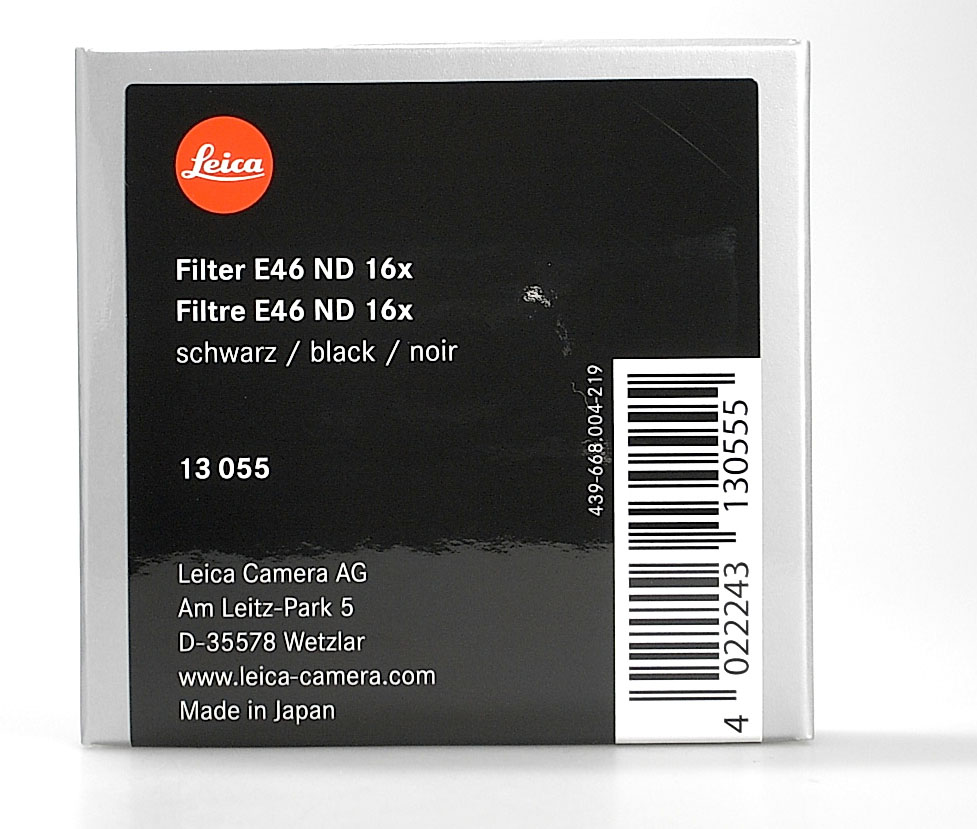 Leica
Filter E46 ND 16x
Filtre E46 ND 16x
schwarz / black / noir
13 055
Leica Camera AG
Am Leitz-Park 5
D-35578 Wetzlar
www.leica-camera.com
Made in Japan
439-668.004-219
4 022243 130555